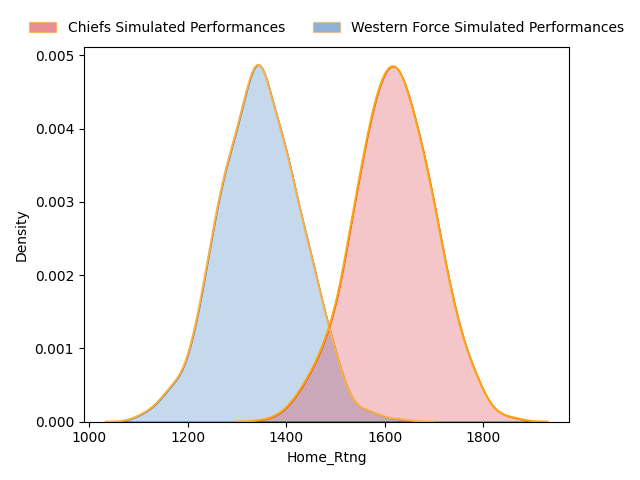 Chiefs Simulated Performances
Western Force Simulated Performances
0.005
0.004
0.003
0.002
0.001
0.000
Density
1000
1200
1400
1600
1800
Home_Rtng